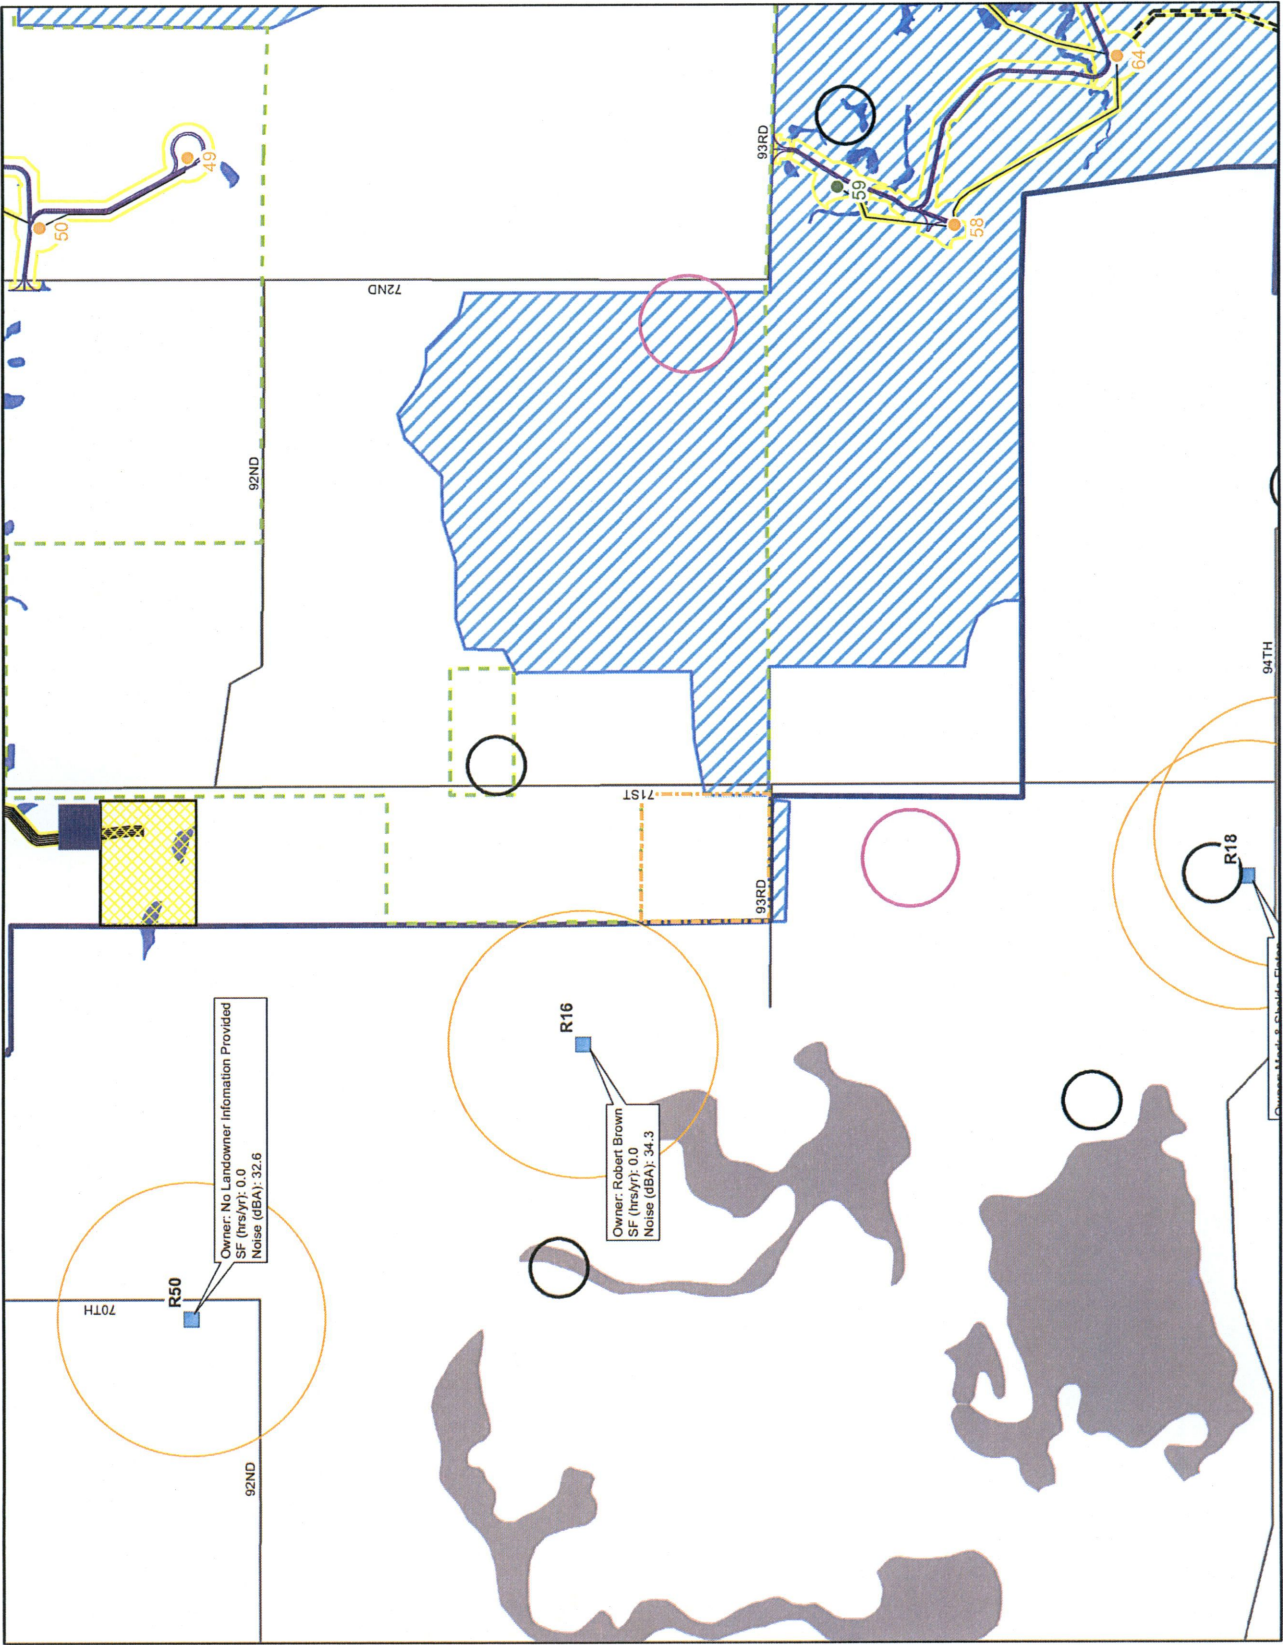 93RD
64
59
58
49
50
72ND
92ND
94TH
71ST
93RD
R18
R16
Owner: Robert Brown
SF (hrs/yr): 0.0
Noise (dBA): 34.3
R50
Owner: No Landowner Infomation Provided
SF (hrs/yr): 0.0
Noise (dBA): 32.6
70TH
92ND